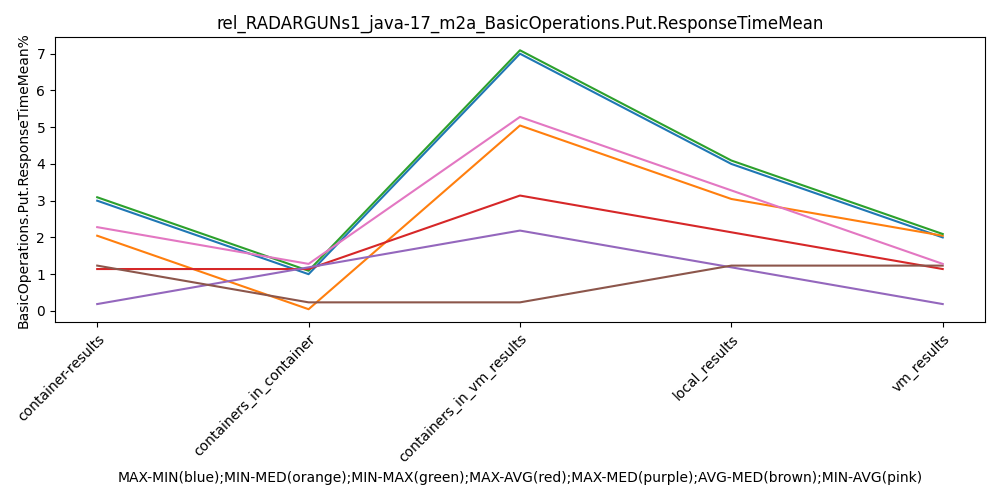 rel_RADARGUNs1_java-17_m2a_BasicOperations.Put.ResponseTimeMean
BasicOperations.Put.ResponseTimeMean%
7
6
5
4
3
2
1
0
container-results
containers_in_container
containers_in_vm_results
local_results
vm_results
MAX-MIN(blue);MIN-MED(orange);MIN-MAX(green);MAX-AVG(red);MAX-MED(purple);AVG-MED(brown);MIN-AVG(pink)